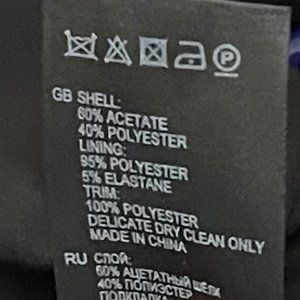 P
GB SHELL:
60% ACETATE
40% POLYESTER
LINING:
95% POLYESTER
5% ELASTANE
TRIM:
100% POLYESTER
DELICATE DRY CLEAN ONLY
MADE IN CHINA
RU СЛОЙ:
60% АЦЕТАТНЫЙ ШЕЛК
40% ПОЛИЭСТЕР
ПОДКЛАДКА